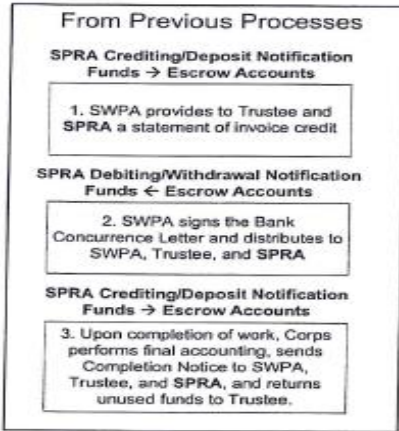 From Previous Processes
SPRA Crediting/Deposit Notification
Funds → Escrow Accounts
1. SWPA provides to Trustee and
SPRA a statement of invoice credit
SPRA Debiting/Withdrawal Notification
Funds ← Escrow Accounts
2. SWPA signs the Bank
Concurrence Letter and distributes to
SWPA, Trustee, and SPRA
SPRA Crediting/Deposit Notification
Funds → Escrow Accounts
3. Upon completion of work, Corps
performs final accounting, sends
Completion Notice to SWPA,
Trustee, and SPRA, and returns
unused funds to Trustee.